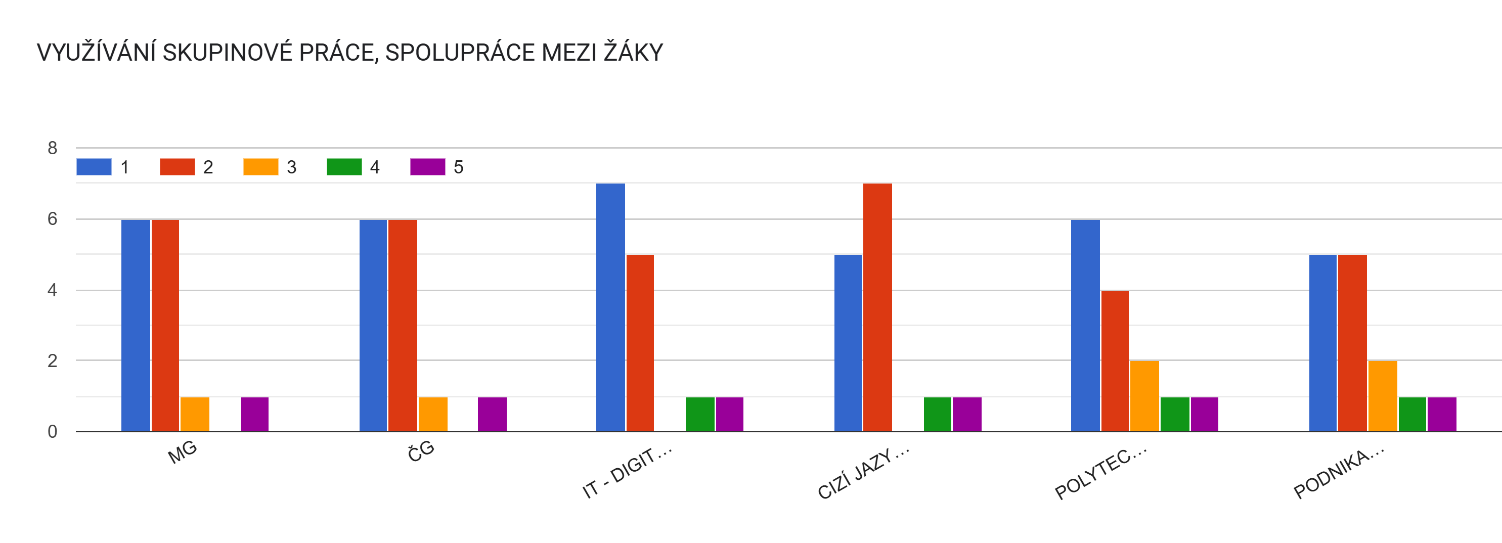 VYUŽÍVÁNÍ SKUPINOVÉ PRÁCE, SPOLUPRÁCE MEZI ŽÁKY
8
1 2 3 4 5
6
4
2
0
MG ČG IT - DIGIT... CIZÍ JAZY... POLYTEC... PODNIKA...